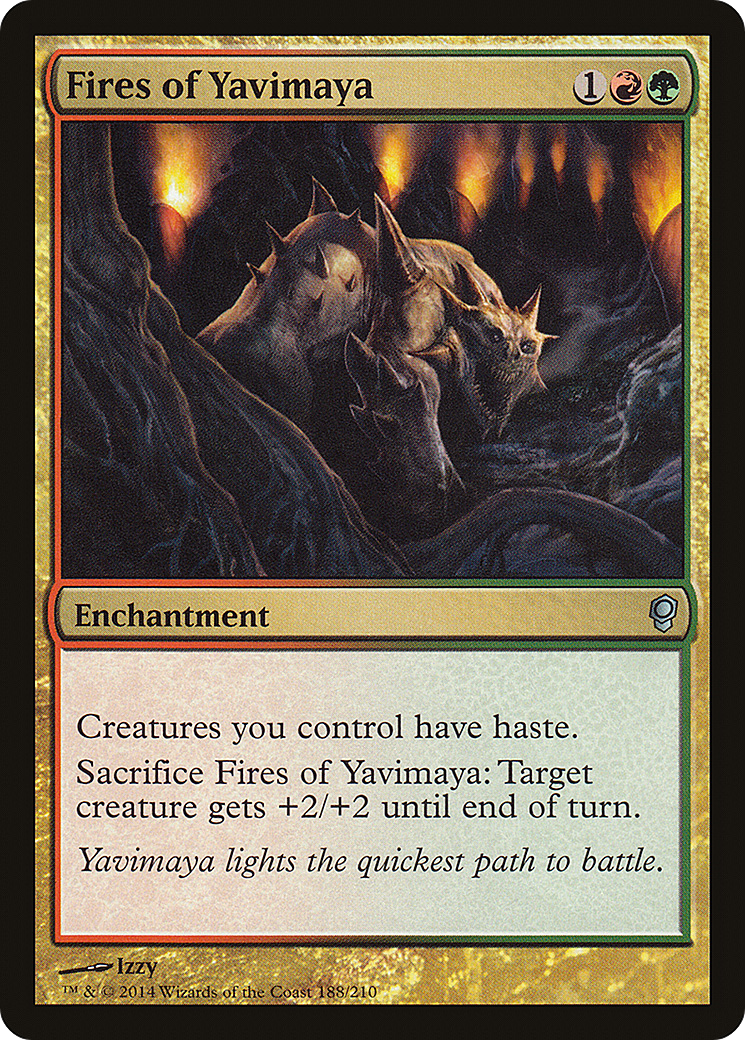 Fires of Yavimaya 1
Enchantment
Creatures you control have haste.
Sacrifice Fires of Yavimaya: Target
creature gets +2/+2 until end of turn.
Yavimaya lights the quickest path to battle.
Izzy
™ & © 2014 Wizards of the Coast 188/210